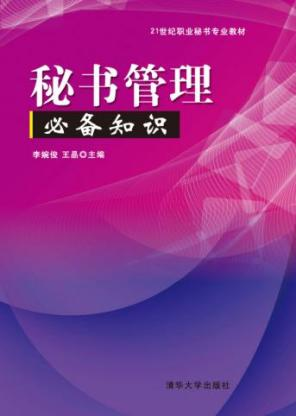 21世纪职业秘书专业教材
秘书管理
必备知识
李婉俊 王晶 主编
清华大学出版社